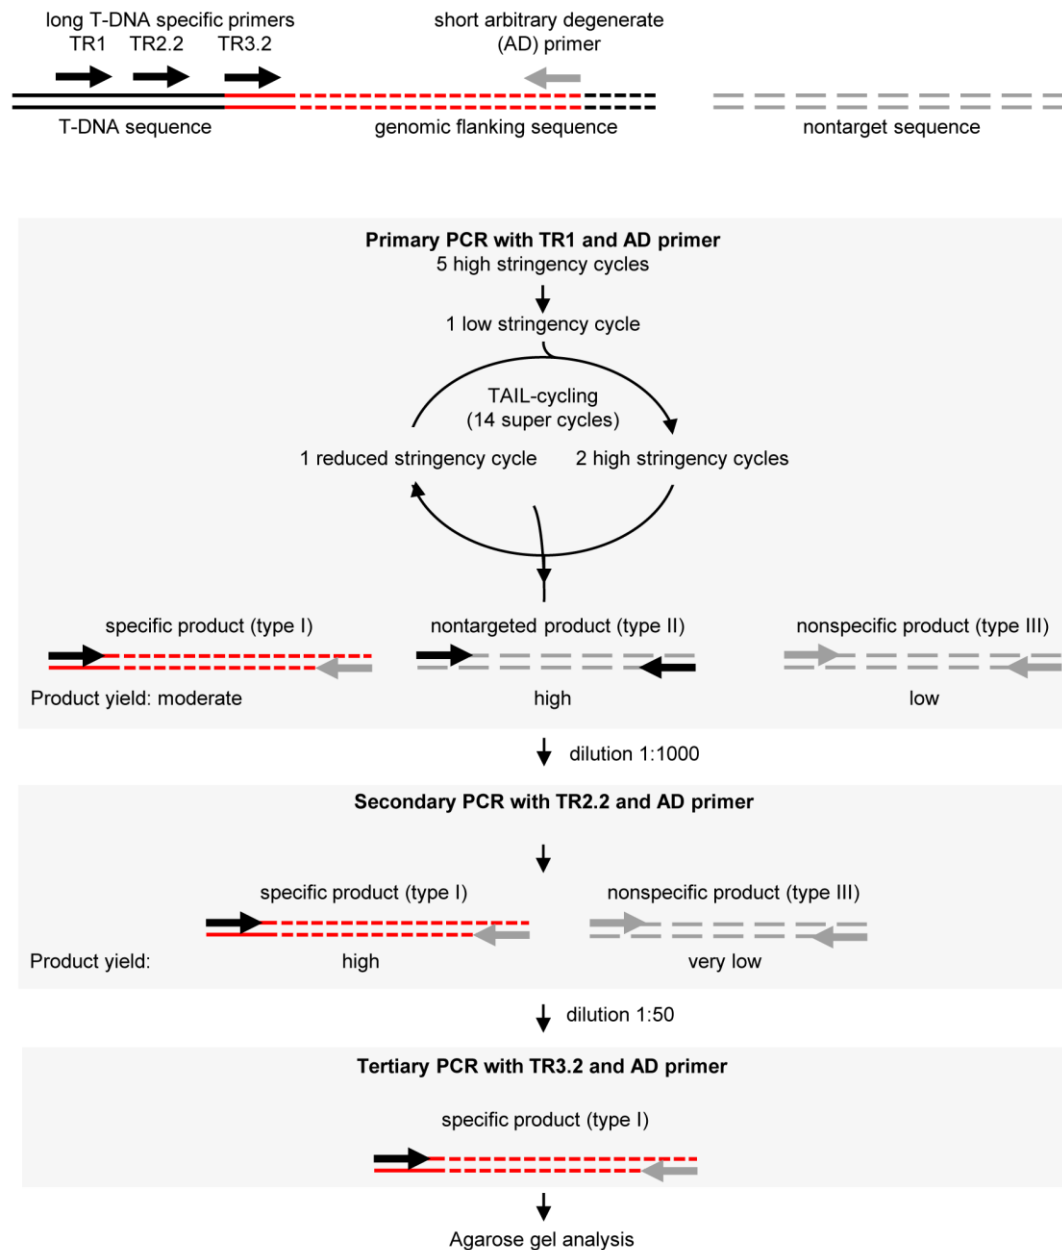 long T-DNA specific primers
TR1 TR2.2 TR3.2
short arbitrary degenerate
(AD) primer
T-DNA sequence
genomic flanking sequence
nontarget sequence
Primary PCR with TR1 and AD primer
5 high stringency cycles
1 low stringency cycle
TAIL-cycling
(14 super cycles)
1 reduced stringency cycle
2 high stringency cycles
specific product (type I)
nontargeted product (type II)
nonspecific product (type III)
Product yield: moderate
high
low
dilution 1:1000
Secondary PCR with TR2.2 and AD primer
specific product (type I)
nonspecific product (type III)
Product yield:
high
very low
dilution 1:50
Tertiary PCR with TR3.2 and AD primer
specific product (type I)
Agarose gel analysis